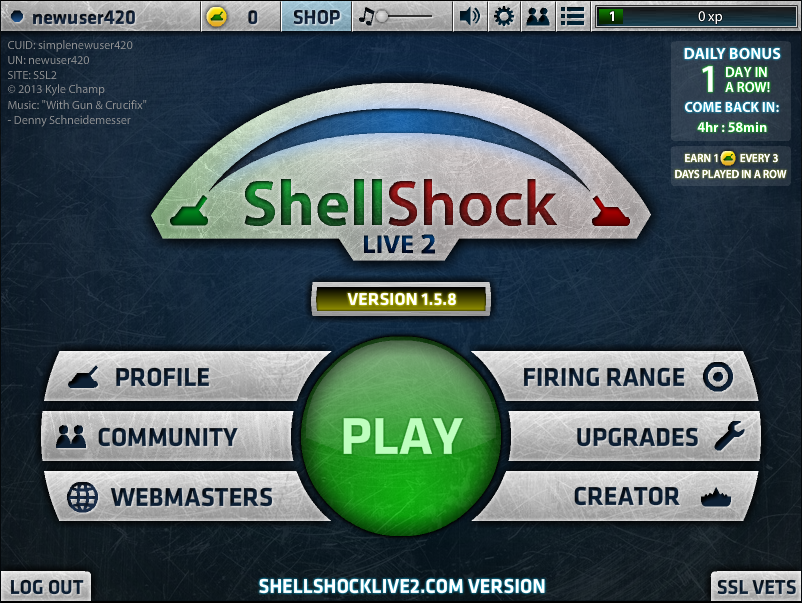 newuser420
0
SHOP
1
0 xp
CUID: simplenewuser420
UN: newuser420
SITE: SSL2
© 2013 Kyle Champ
Music: "With Gun & Crucifix"
- Denny Schneidemesser
DAILY BONUS
1 DAY IN
A ROW!
COME BACK IN:
4hr : 58min
EARN 1 EVERY 3
DAYS PLAYED IN A ROW
ShellShock
LIVE 2
VERSION 1.5.8
PROFILE
COMMUNITY
WEBMASTERS
PLAY
FIRING RANGE
UPGRADES
CREATOR
LOG OUT
SHELLSHOCKLIVE2.COM VERSION
SSL VETS